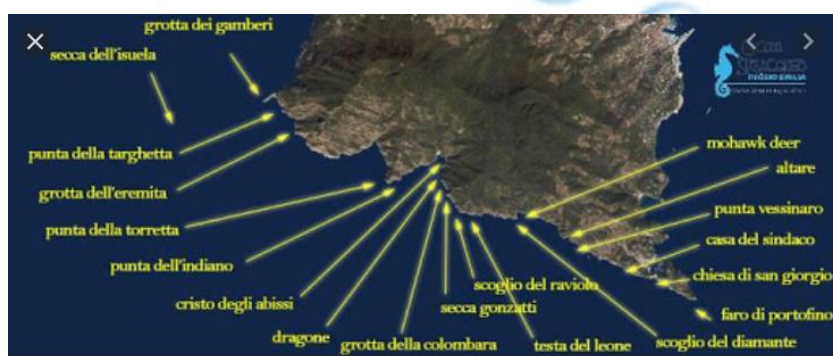 grotta dei gamberi
secca dell'isuela
punta della targhetta
grotta dell'eremita
punta della torretta
punta dell'indiano
cristo degli abissi
dragone
grotta della colombara
secca gonzatti
scoglio del raviolo
testa del leone
scoglio del diamante
mohawk deer
altare
punta vessinaro
casa del sindaco
chiesa di san giorgio
faro di portofino